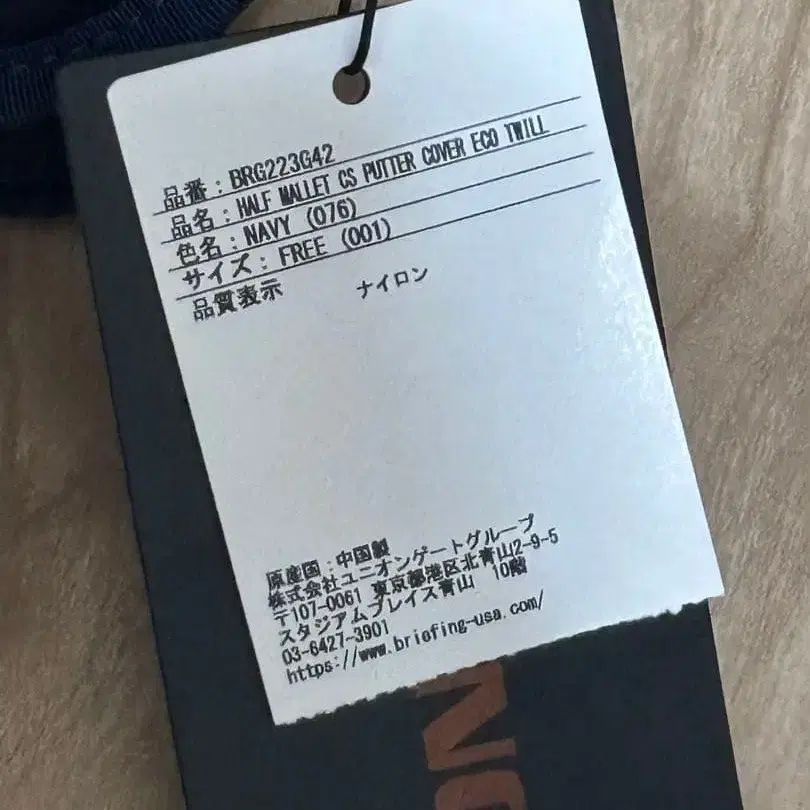 品番：BRG223G42
品名：HALF MALLET CS PUTTER COVER ECO TWILL
色名：NAVY (076)
サイズ：FREE (001)
品質表示 ナイロン
原産国：中国製
株式会社ユニオンゲートグループ
〒107-0061 東京都港区北青山2-9-5
スタジアムプレイス青山 10階
03-6427-3901
https://www.briefing-usa.com/
NG